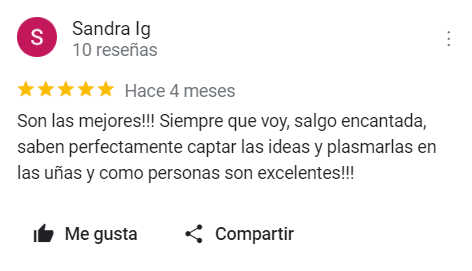 S
Sandra Ig
10 reseñas
Hace 4 meses
Son las mejores!!! Siempre que voy, salgo encantada,
saben perfectamente captar las ideas y plasmarlas en
las uñas y como personas son excelentes!!!
Me gusta
Compartir